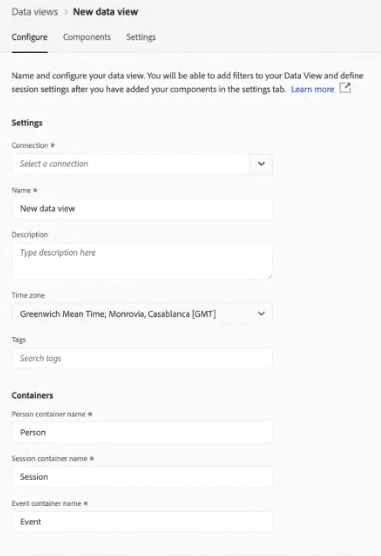 Data views > New data view
Configure Components Settings
Name and configure your data view. You will be able to add filters to your Data View and define
session settings after you have added your components in the settings tab. Learn more
Settings
Connection *
Select a connection
Name *
New data view
Description
Type description here
Time zone
Greenwich Mean Time; Monrovia, Casablanca [GMT]
Tags
Search tags
Containers
Person container name *
Person
Session container name *
Session
Event container name *
Event